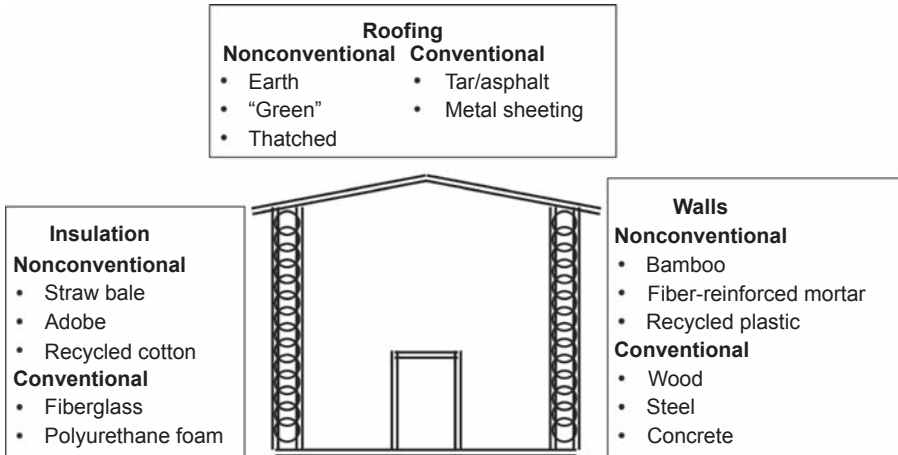 Roofing
Nonconventional Conventional
• Earth • Tar/asphalt
• “Green” • Metal sheeting
• Thatched
Insulation
Nonconventional
• Straw bale
• Adobe
• Recycled cotton
Conventional
• Fiberglass
• Polyurethane foam
Walls
Nonconventional
• Bamboo
• Fiber-reinforced mortar
• Recycled plastic
Conventional
• Wood
• Steel
• Concrete